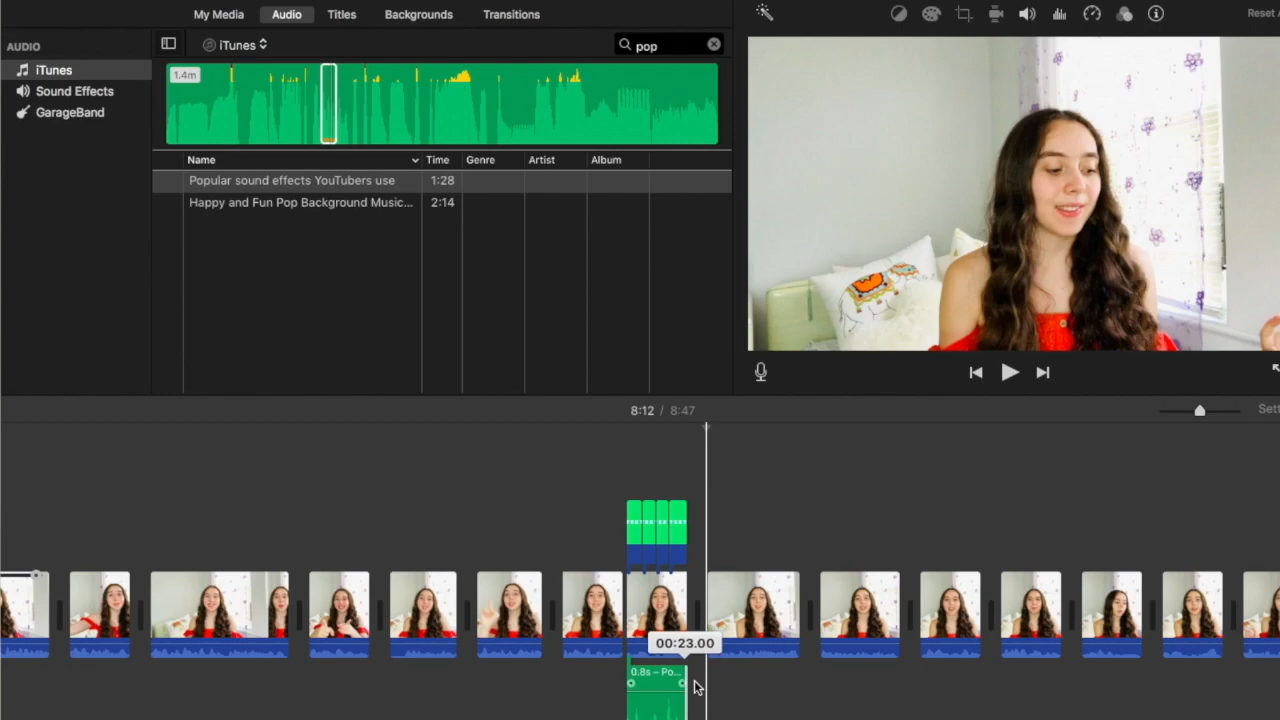 My Media Audio Titles Backgrounds Transitions
Reset
AUDIO
iTunes
pop
iTunes
Sound Effects
GarageBand
1.4m
Name Time Genre Artist Album
Popular sound effects YouTubers use 1:28
Happy and Fun Pop Background Music... 2:14
8:12 / 8:47
00:23.00
0.8s – Po...